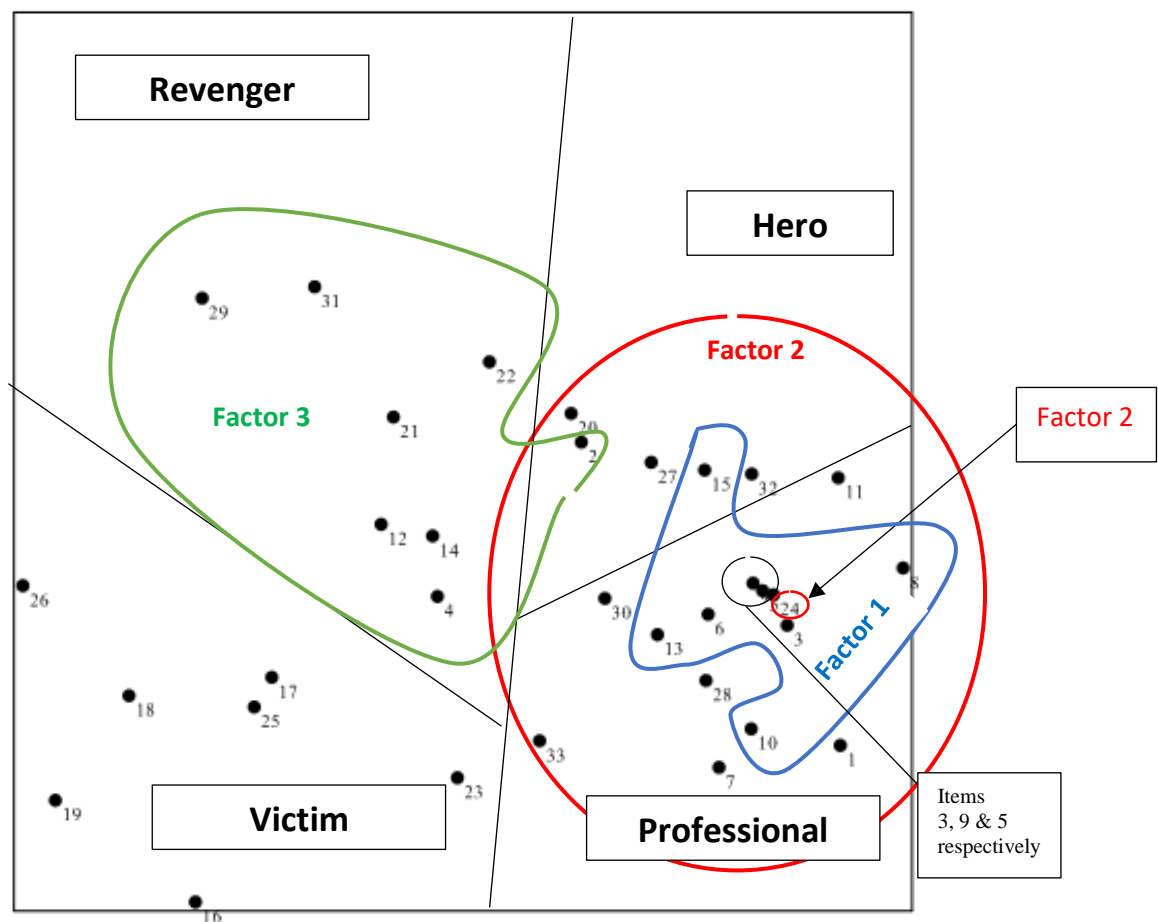 Revenger
Hero
29
31
Factor 2
22
Factor 3
20
Factor 2
21
2
27
15
32
11
12
14
8
26
4
30
24
6
3
13
Factor 1
17
28
18
25
10
33
1
7
23
19
Items
3, 9 & 5
respectively
Victim
Professional
16